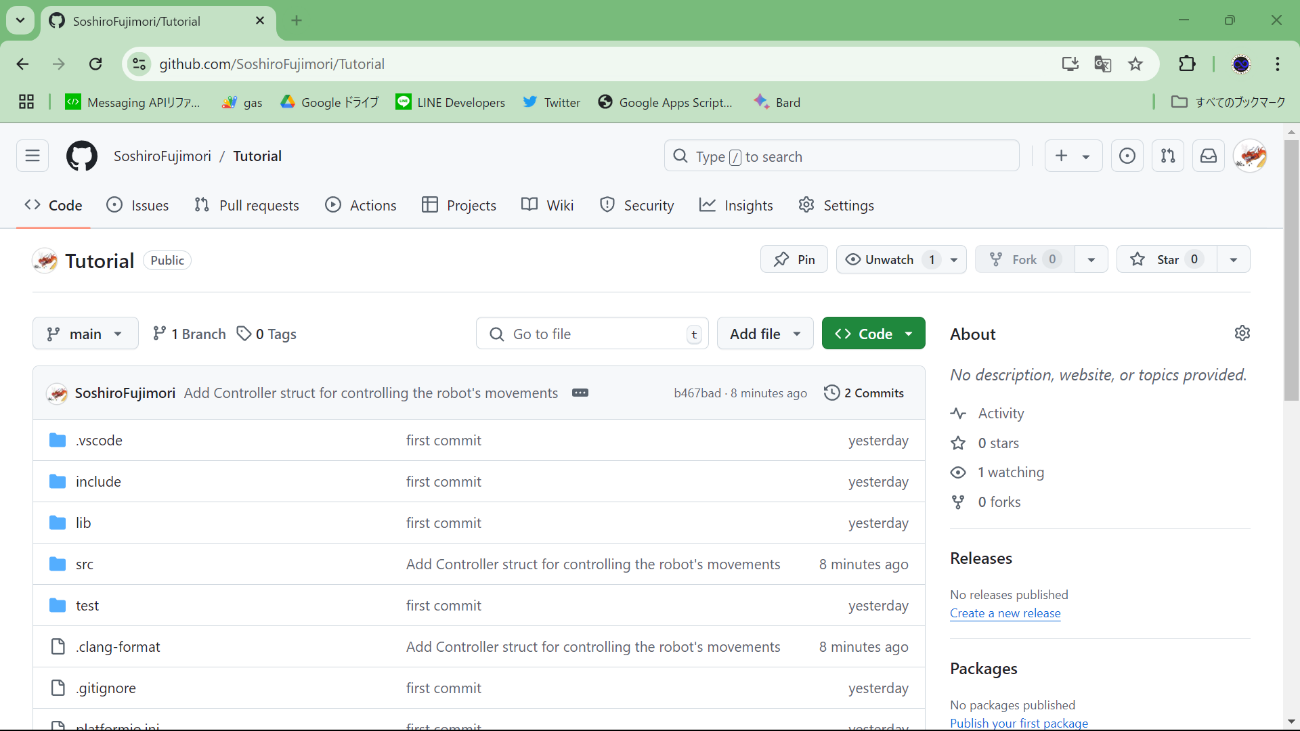 SoshiroFujimori/Tutorial
github.com/SoshiroFujimori/Tutorial
Messaging APIリファ... gas Google ドライブ LINE Developers Twitter Google Apps Script... Bard すべてのブックマーク
SoshiroFujimori / Tutorial Type / to search
Code Issues Pull requests Actions Projects Wiki Security Insights Settings
Tutorial Public Pin Unwatch 1 Fork 0 Star 0
main 1 Branch 0 Tags Go to file t Add file Code About
SoshiroFujimori Add Controller struct for controlling the robot's movements b467bad · 8 minutes ago 2 Commits
No description, website, or topics provided.
.vscode first commit yesterday
Activity
0 stars
include first commit yesterday
1 watching
0 forks
lib first commit yesterday
src Add Controller struct for controlling the robot's movements 8 minutes ago
Releases
No releases published
Create a new release
test first commit yesterday
.clang-format Add Controller struct for controlling the robot's movements 8 minutes ago
Packages
No packages published
Publish your first package
.gitignore first commit yesterday
platformio.ini first commit yesterday